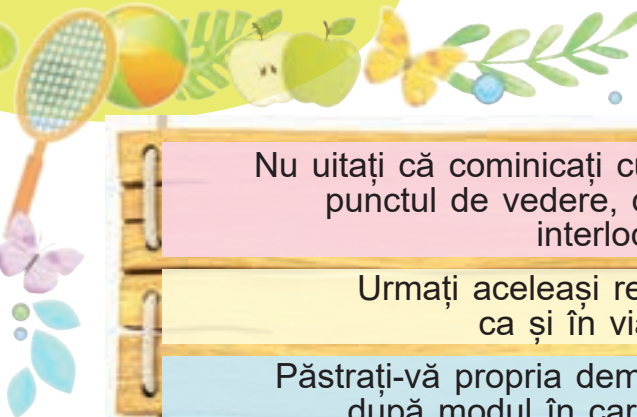 Nu uitați că cominicați cu
punctul de vedere,
interloc
Urmați aceleași re
ca și în via
Păstrați-vă propria dem
după modul în car